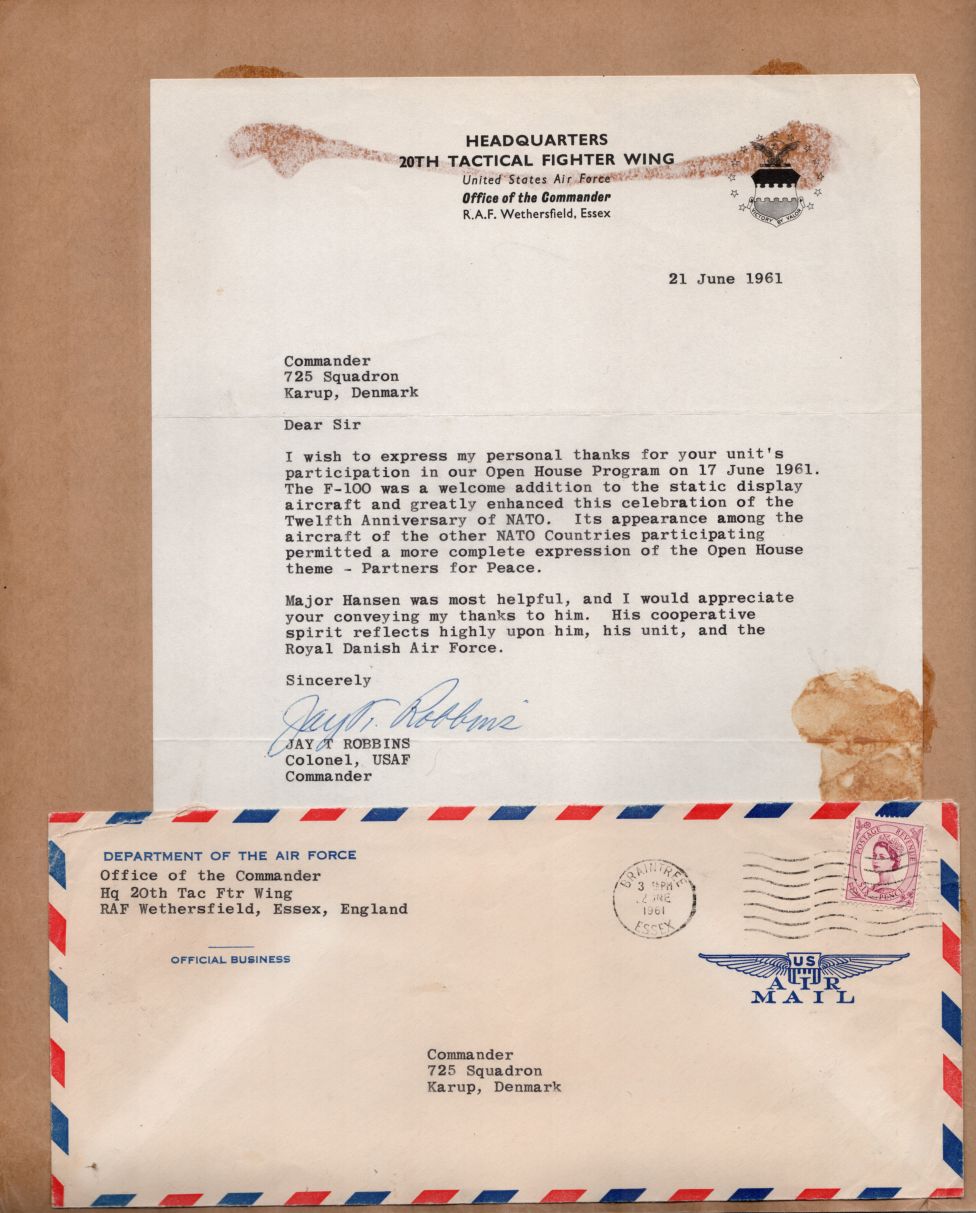 HEADQUARTERS
20TH TACTICAL FIGHTER WING
United States Air Force
Office of the Commander
R.A.F. Wethersfield, Essex
VICTORY BY VALOR
21 June 1961
Commander
725 Squadron
Karup, Denmark
Dear Sir
I wish to express my personal thanks for your unit's
participation in our Open House Program on 17 June 1961.
The F-100 was a welcome addition to the static display
aircraft and greatly enhanced this celebration of the
Twelfth Anniversary of NATO. Its appearance among the
aircraft of the other NATO Countries participating
permitted a more complete expression of the Open House
theme - Partners for Peace.
Major Hansen was most helpful, and I would appreciate
your conveying my thanks to him. His cooperative
spirit reflects highly upon him, his unit, and the
Royal Danish Air Force.
Sincerely
Jay T. Robbins
JAY T ROBBINS
Colonel, USAF
Commander
DEPARTMENT OF THE AIR FORCE
Office of the Commander
Hq 20th Tac Ftr Wing
RAF Wethersfield, Essex, England
OFFICIAL BUSINESS
BRAINTREE
1961
ESSEX
POSTAGE REVENUE
SIX PENCE
US
AIR
MAIL
Commander
725 Squadron
Karup, Denmark